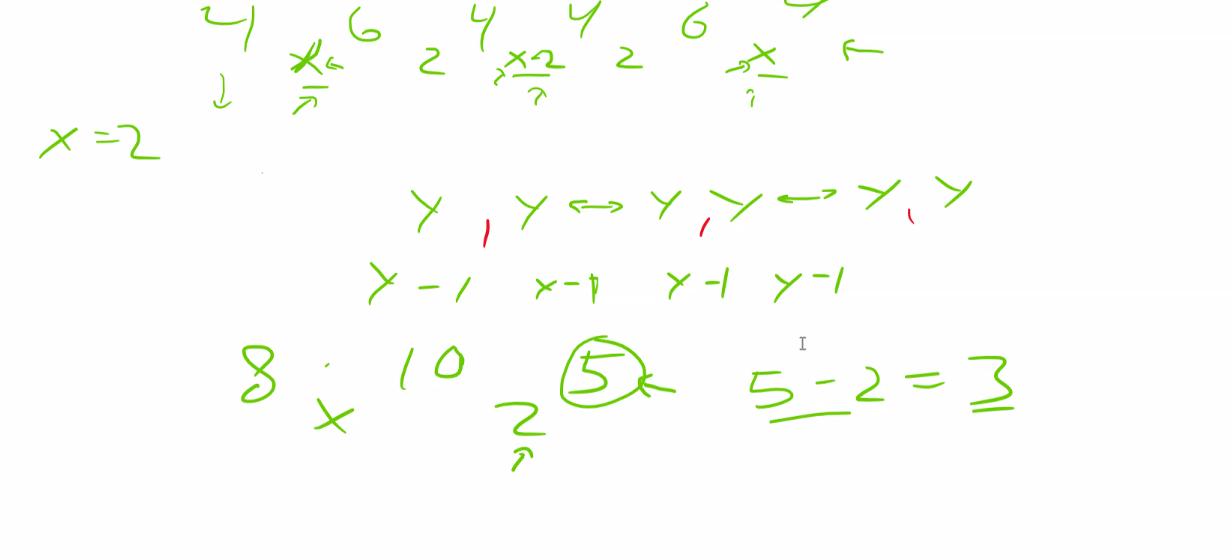 4 6 4 4 6
x 2 x-2 2 x
x=2
y, y ↔ y, y ↔ y, y
y-1 x-1 y-1 y-1
8 10 5 5-2=3
x 2